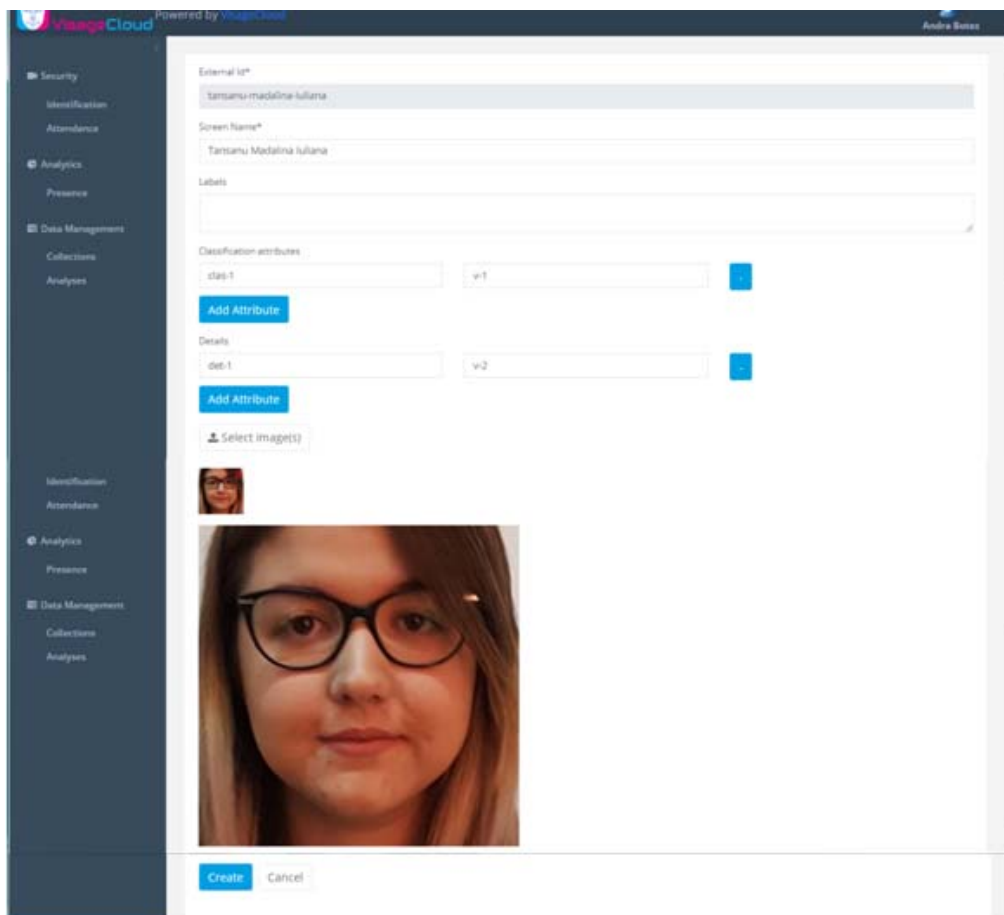 VisageCloud
Powered by VisageCloud
Andra Botez
Security
Identification
Attendance
Analytics
Presence
Data Management
Collections
Analyses
External Id*
tansanu-madalina-iuliana
Screen Name*
Tansanu Madalina Iuliana
Labels
Classification attributes
clas-1 v-1 -
Add Attribute
Details
det-1 v-2 -
Add Attribute
Select image(s)
Identification
Attendance
Analytics
Presence
Data Management
Collections
Analyses
Create Cancel